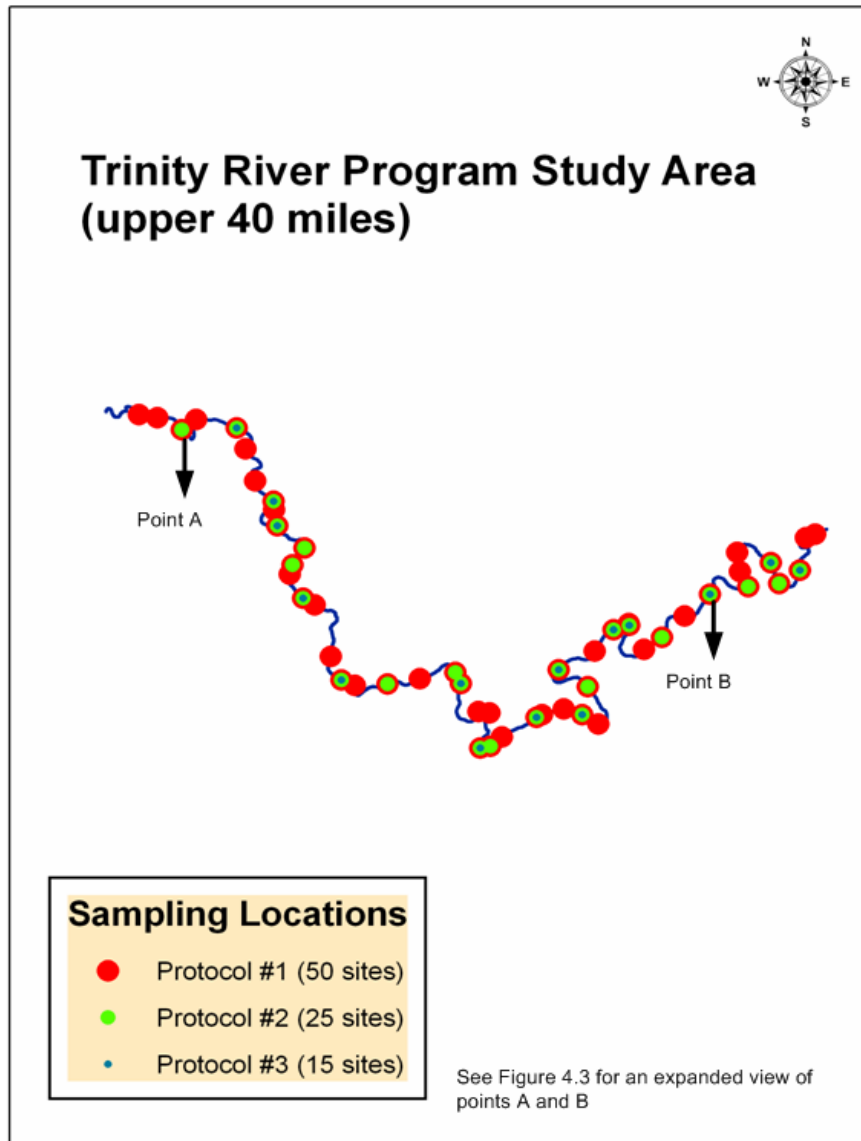 N
W E
S
Trinity River Program Study Area
(upper 40 miles)
Point A
Point B
Sampling Locations
Protocol #1 (50 sites)
Protocol #2 (25 sites)
Protocol #3 (15 sites)
See Figure 4.3 for an expanded view of
points A and B